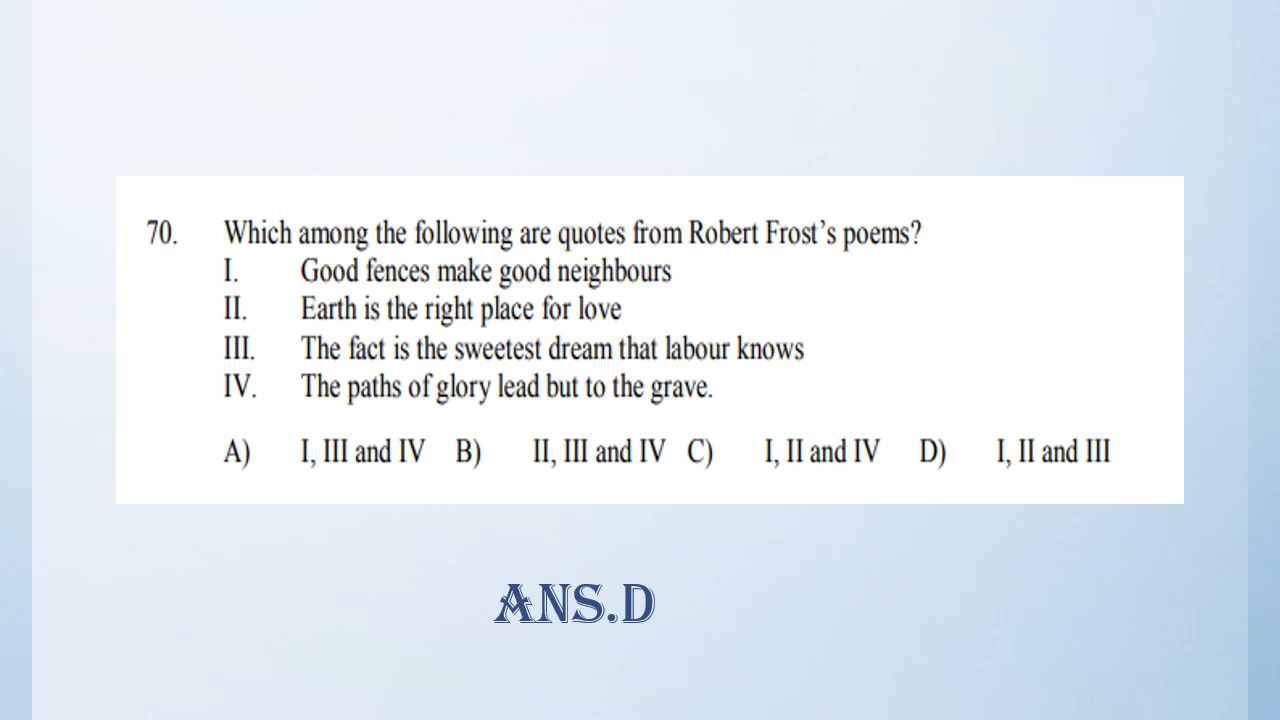 70. Which among the following are quotes from Robert Frost's poems?
I. Good fences make good neighbours
II. Earth is the right place for love
III. The fact is the sweetest dream that labour knows
IV. The paths of glory lead but to the grave.
A) I, III and IV B) II, III and IV C) I, II and IV D) I, II and III
ANS.D